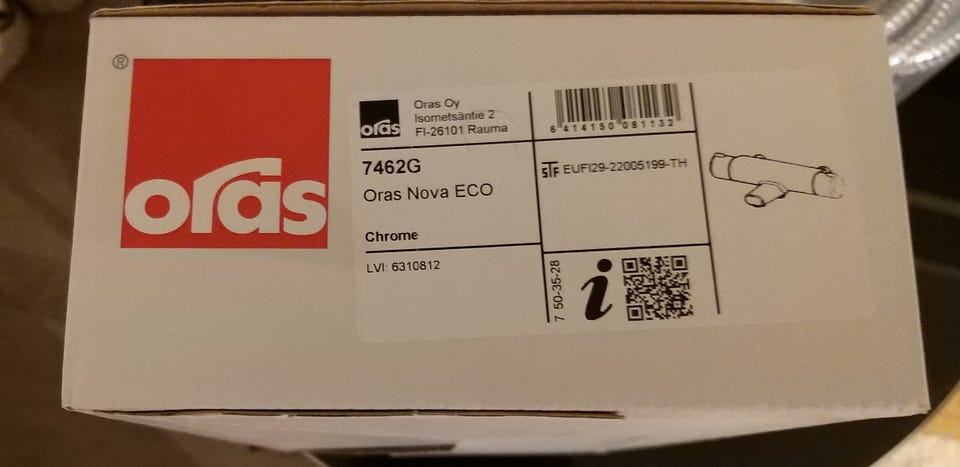 ®
oras
oras
Oras Oy
Isometsäntie 2
FI-26101 Rauma
7462G
Oras Nova ECO
Chrome
LVI: 6310812
6 414150 081132
STF EUFI29-22005199-TH
7 50-35-28
i